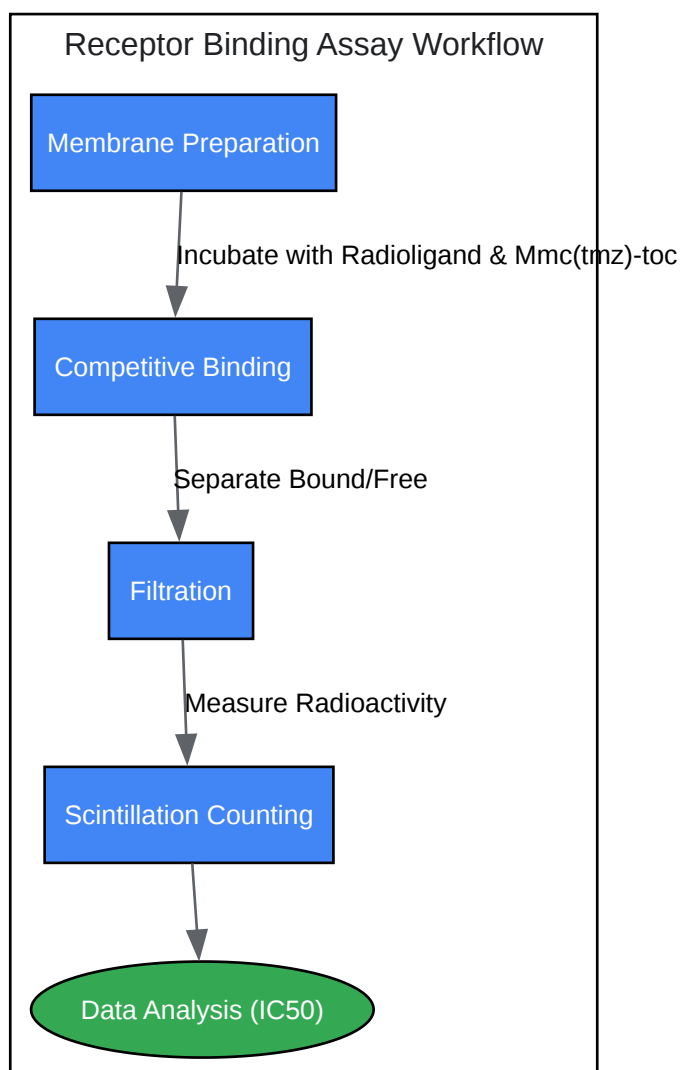 Receptor Binding Assay Workflow
Membrane Preparation
Incubate with Radioligand & Mmc(tmz)-toc
Competitive Binding
Separate Bound/Free
Filtration
Measure Radioactivity
Scintillation Counting
Data Analysis (IC50)